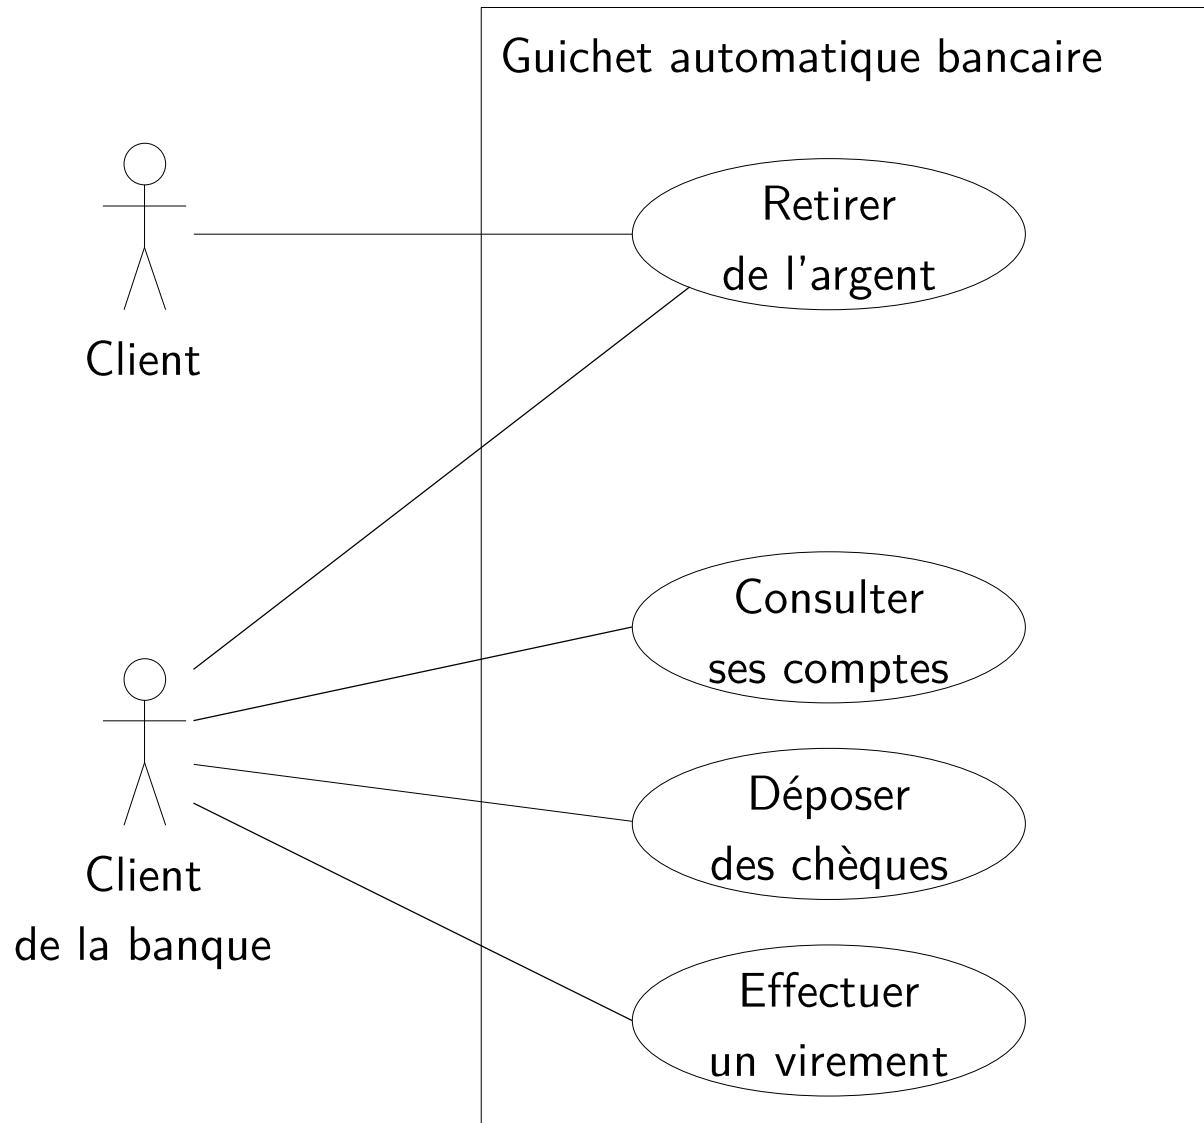 Guichet automatique bancaire
Retirer
de l'argent
Client
Consulter
ses comptes
Déposer
des chèques
Client
de la banque
Effectuer
un virement